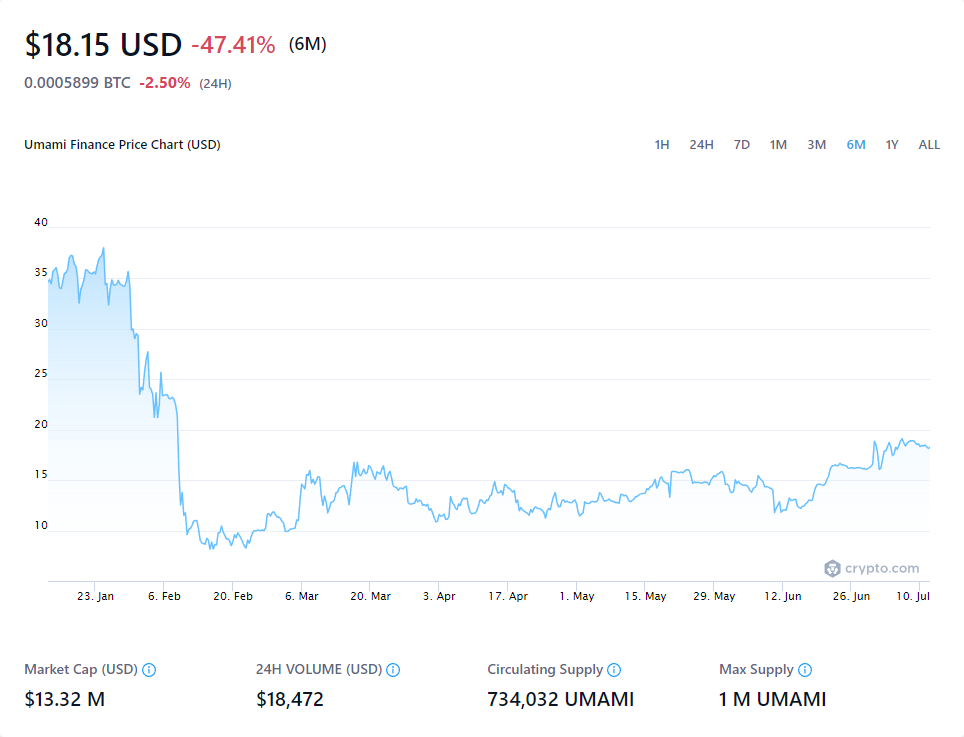 $18.15 USD -47.41% (6M)
0.0005899 BTC -2.50% (24H)
Umami Finance Price Chart (USD) 1H 24H 7D 1M 3M 6M 1Y ALL
40
35
30
25
20
15
10
crypto.com
23. Jan 6. Feb 20. Feb 6. Mar 20. Mar 3. Apr 17. Apr 1. May 15. May 29. May 12. Jun 26. Jun 10. Jul
Market Cap (USD) 24H VOLUME (USD) Circulating Supply Max Supply
$13.32 M $18,472 734,032 UMAMI 1 M UMAMI